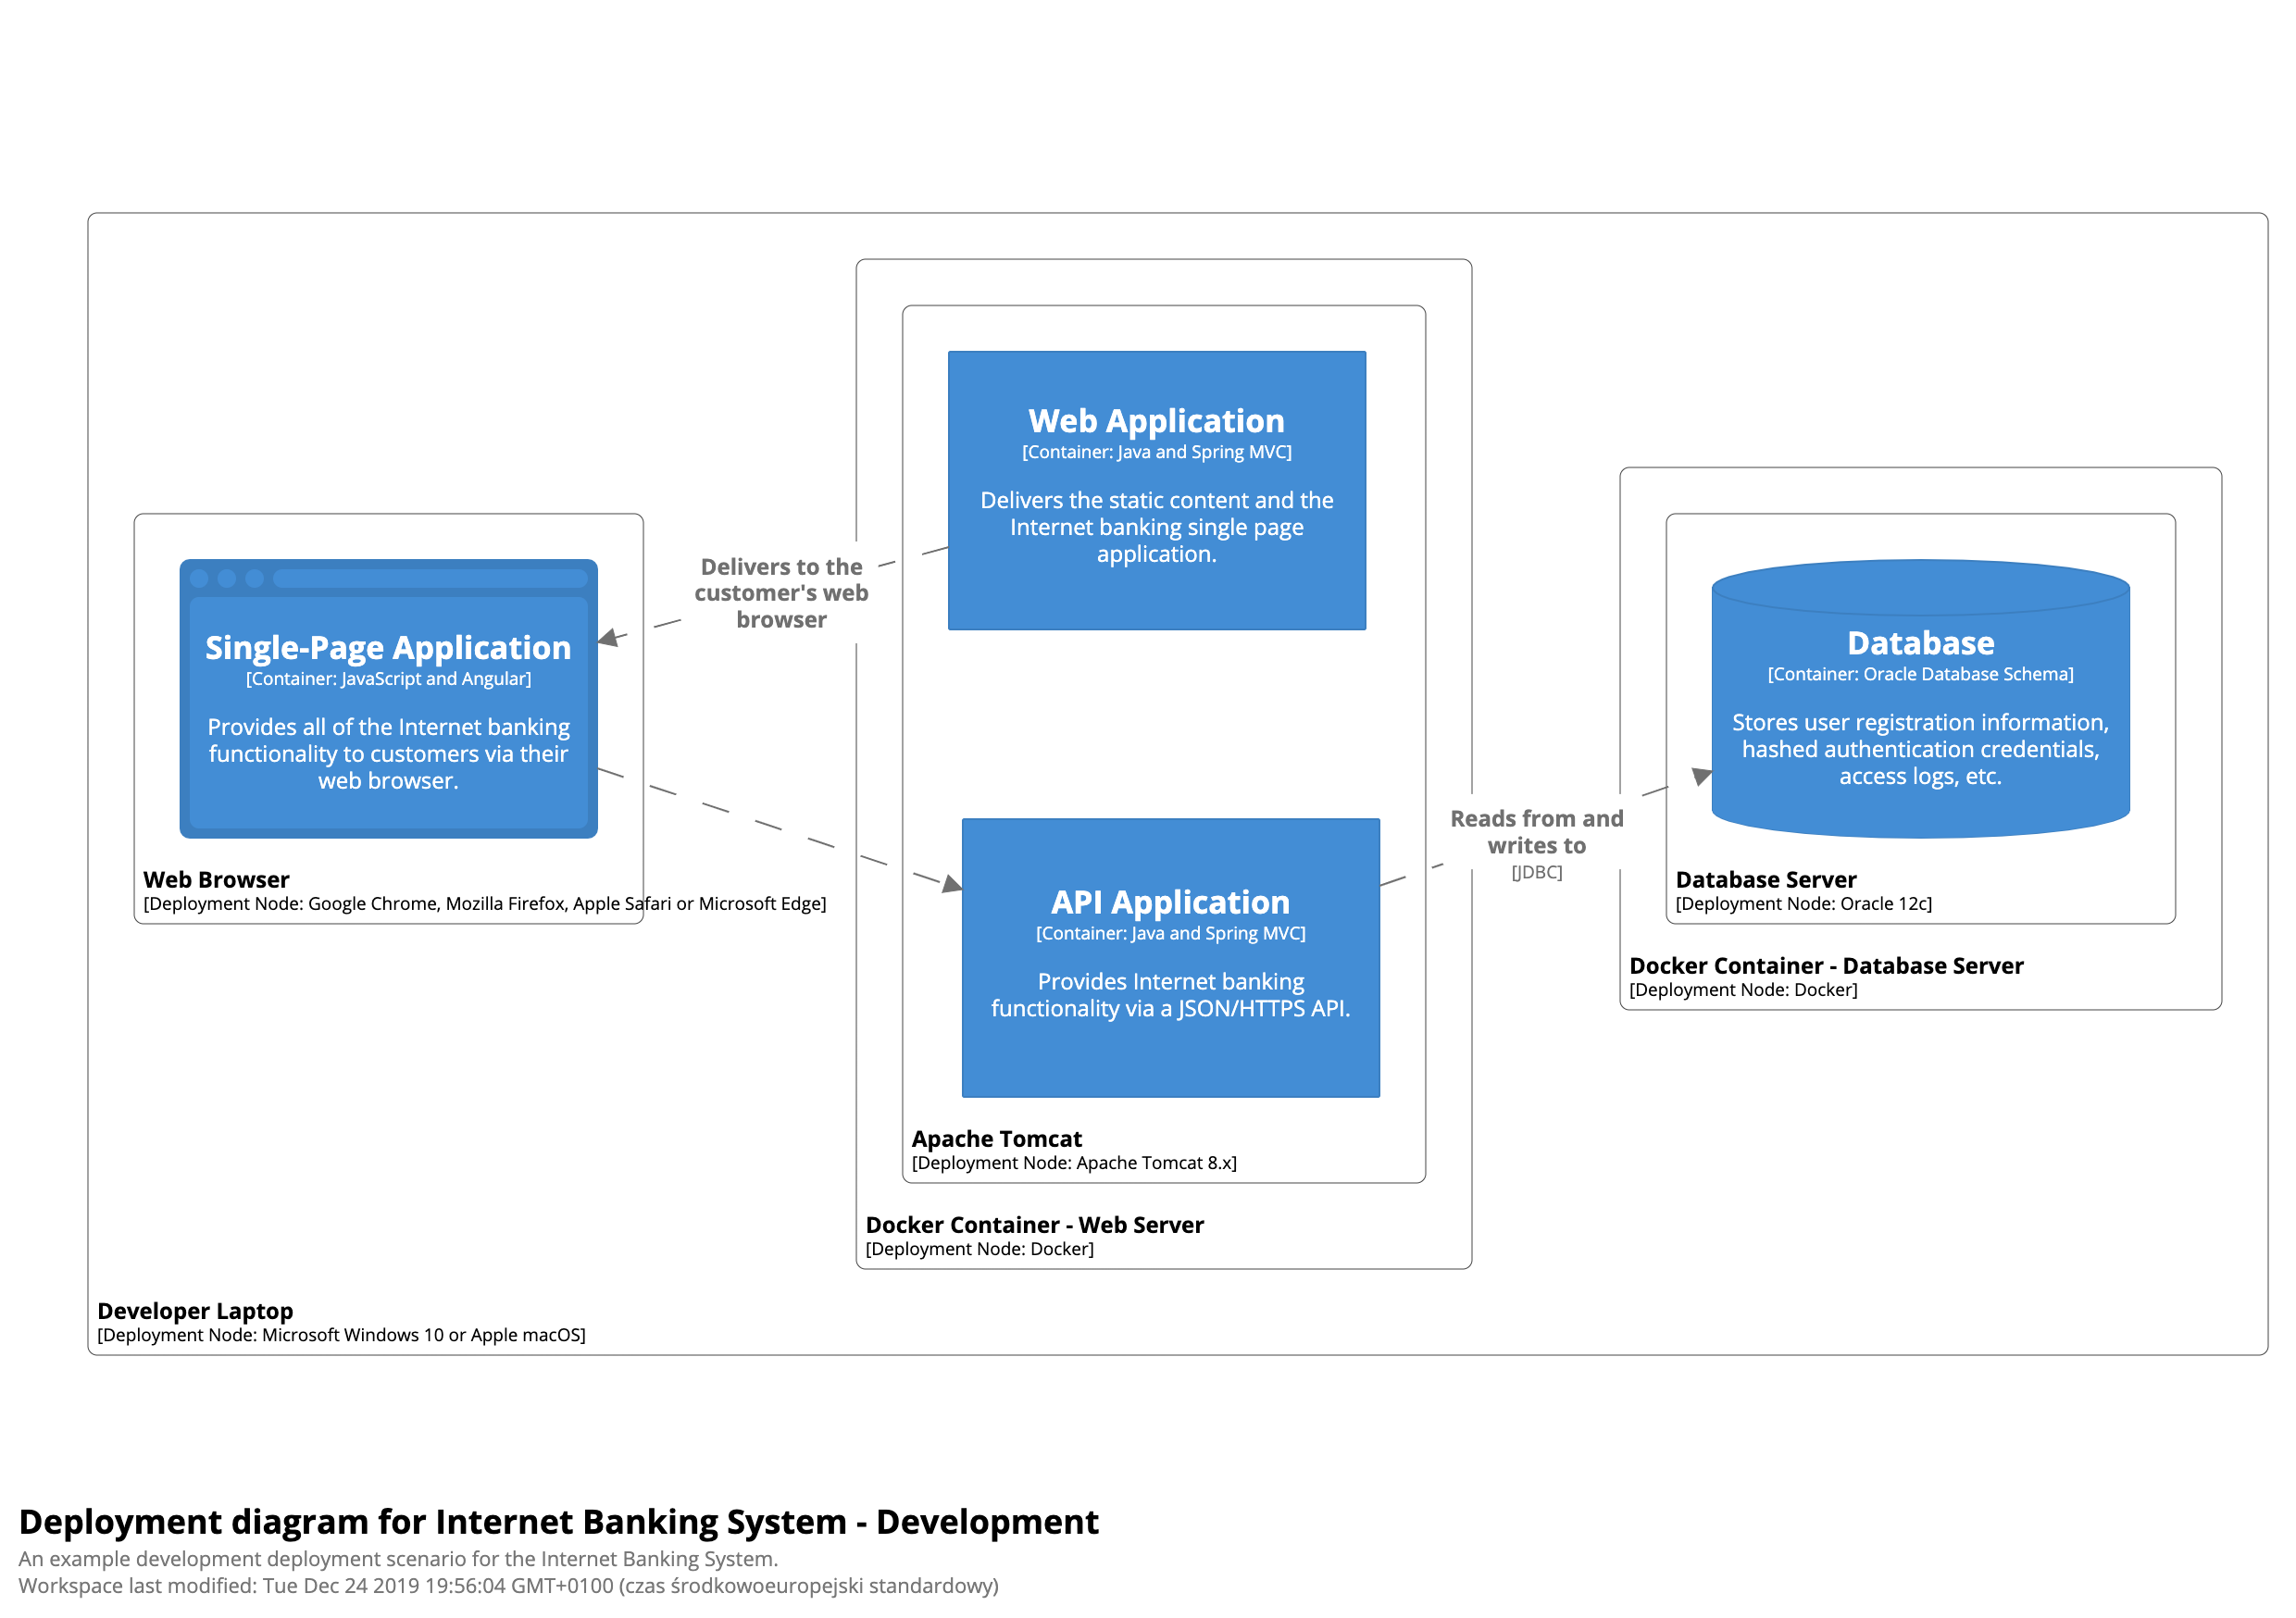 Web Application
[Container: Java and Spring MVC]
Delivers the static content and the
Internet banking single page
application.
Delivers to the
customer's web
browser
Single-Page Application
[Container: JavaScript and Angular]
Provides all of the Internet banking
functionality to customers via their
web browser.
Web Browser
[Deployment Node: Google Chrome, Mozilla Firefox, Apple Safari or Microsoft Edge]
API Application
[Container: Java and Spring MVC]
Provides Internet banking
functionality via a JSON/HTTPS API.
Apache Tomcat
[Deployment Node: Apache Tomcat 8.x]
Docker Container - Web Server
[Deployment Node: Docker]
Reads from and
writes to
[JDBC]
Database
[Container: Oracle Database Schema]
Stores user registration information,
hashed authentication credentials,
access logs, etc.
Database Server
[Deployment Node: Oracle 12c]
Docker Container - Database Server
[Deployment Node: Docker]
Developer Laptop
[Deployment Node: Microsoft Windows 10 or Apple macOS]
Deployment diagram for Internet Banking System - Development
An example development deployment scenario for the Internet Banking System.
Workspace last modified: Tue Dec 24 2019 19:56:04 GMT+0100 (czas środkowoeuropejski standardowy)